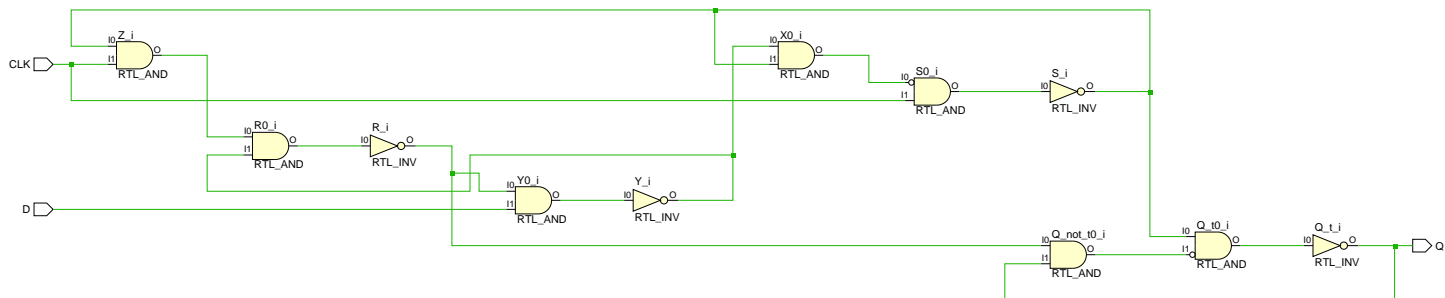 Z_i
I0
O
CLK
I1
RTL_AND
X0_i
I0
O
I1
RTL_AND
S0_i
I0
O
I1
RTL_AND
S_i
I0
O
RTL_INV
R0_i
I0
O
I1
RTL_AND
R_i
I0
O
RTL_INV
Y0_i
I0
O
D
I1
RTL_AND
Y_i
I0
O
RTL_INV
Q_not_t0_i
I0
O
I1
RTL_AND
Q_t0_i
I0
O
I1
RTL_AND
Q_t_i
I0
O
RTL_INV
Q